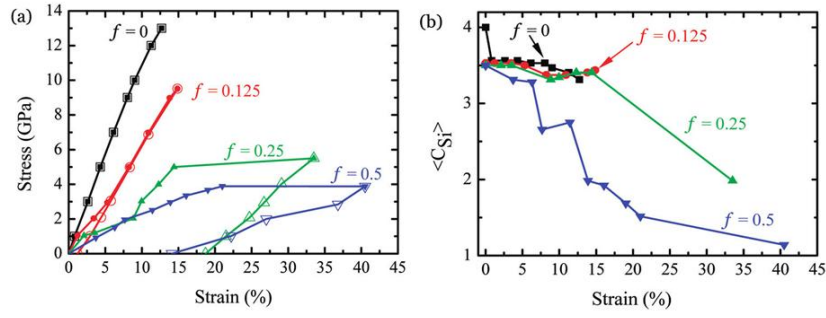 (a)
14
12
10
8
6
4
2
0
Stress (GPa)
f = 0
f = 0.125
f = 0.25
f = 0.5
0 5 10 15 20 25 30 35 40 45
Strain (%)
(b)
4
3
2
1
<C_Si>
f = 0
f = 0.125
f = 0.25
f = 0.5
0 5 10 15 20 25 30 35 40 45
Strain (%)